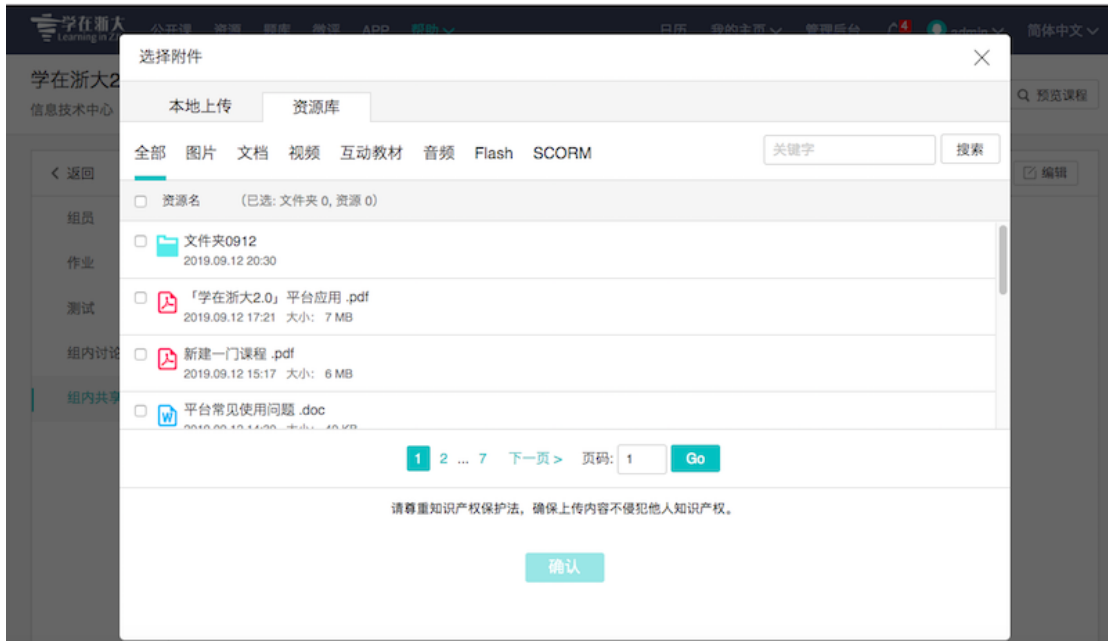 学在浙大
Learning in Z
公开课 资源 题库 教评 APP 帮助 日历 我的主页 管理后台 4 admin 简体中文
选择附件
学在浙大2
信息技术中心
预览课程
本地上传 资源库
全部 图片 文档 视频 互动教材 音频 Flash SCORM 关键字 搜索
返回
编辑
资源名 (已选: 文件夹 0, 资源 0)
组员
文件夹0912
2019.09.12 20:30
作业
「学在浙大2.0」平台应用 .pdf
2019.09.12 17:21 大小: 7 MB
测试
新建一门课程 .pdf
2019.09.12 15:17 大小: 6 MB
组内讨论
组内共享
平台常见使用问题 .doc
1 2 ... 7 下一页 > 页码: 1 Go
请尊重知识产权保护法，确保上传内容不侵犯他人知识产权。
确认